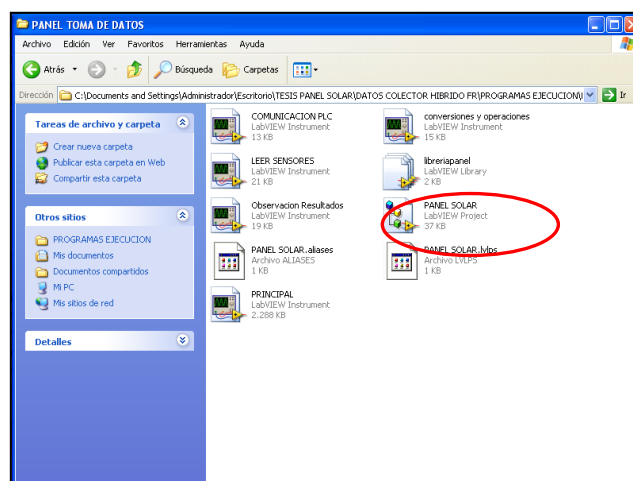 PANEL TOMA DE DATOS
Archivo Edición Ver Favoritos Herramientas Ayuda
Atrás Búsqueda Carpetas
Dirección C:\Documents and Settings\Administrador\Escritorio\TESIS PANEL SOLAR\DATOS COLECTOR HIBRIDO FR\PROGRAMAS EJECUCION\ Ir
Tareas de archivo y carpeta
Crear nueva carpeta
Publicar esta carpeta en Web
Compartir esta carpeta
Otros sitios
PROGRAMAS EJECUCION
Mis documentos
Documentos compartidos
Mi PC
Mis sitios de red
Detalles
COMUNICACION PLC
LabVIEW Instrument
13 KB
conversiones y operaciones
LabVIEW Instrument
15 KB
LEER SENSORES
LabVIEW Instrument
21 KB
libreriapanel
LabVIEW Library
2 KB
Observacion Resultados
LabVIEW Instrument
19 KB
PANEL SOLAR
LabVIEW Project
37 KB
PANEL SOLAR.aliases
Archivo ALIASES
1 KB
PANEL SOLAR.lvlps
Archivo LVLPS
1 KB
PRINCIPAL
LabVIEW Instrument
2.288 KB